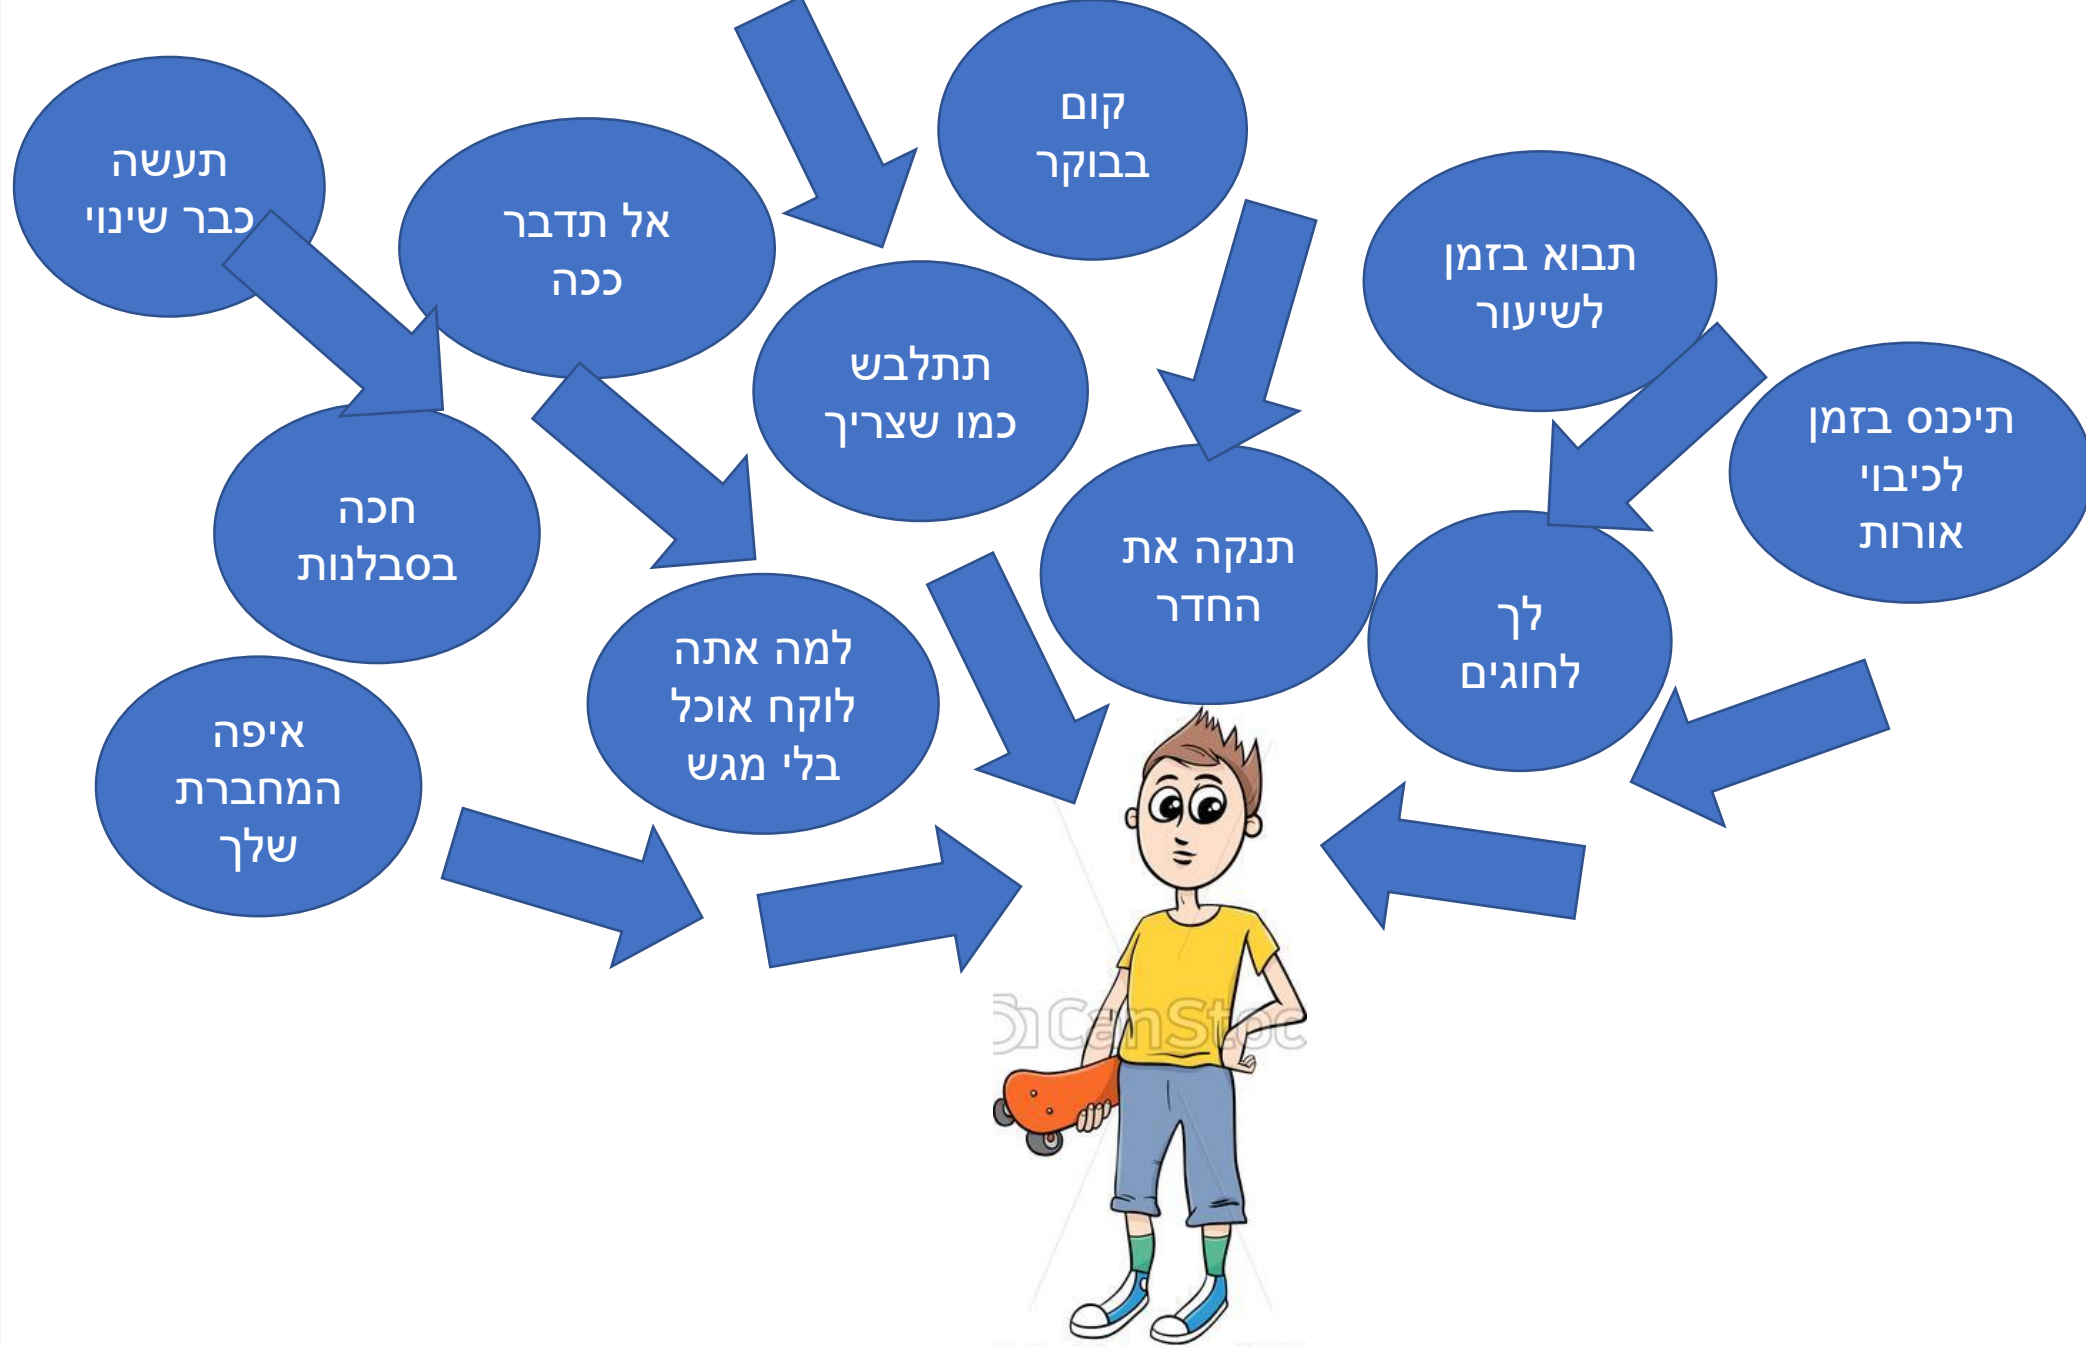 קום
בבוקר
תעשה
כבר שינוי
אל תדבר
ככה
תבוא בזמן
לשיעור
תתלבש
כמו שצריך
תיכנס בזמן
לכיבוי
אורות
חכה
בסבלנות
תנקה את
החדר
לך
לחוגים
למה אתה
לוקח אוכל
בלי מגש
איפה
המחברת
שלך
CanStoc